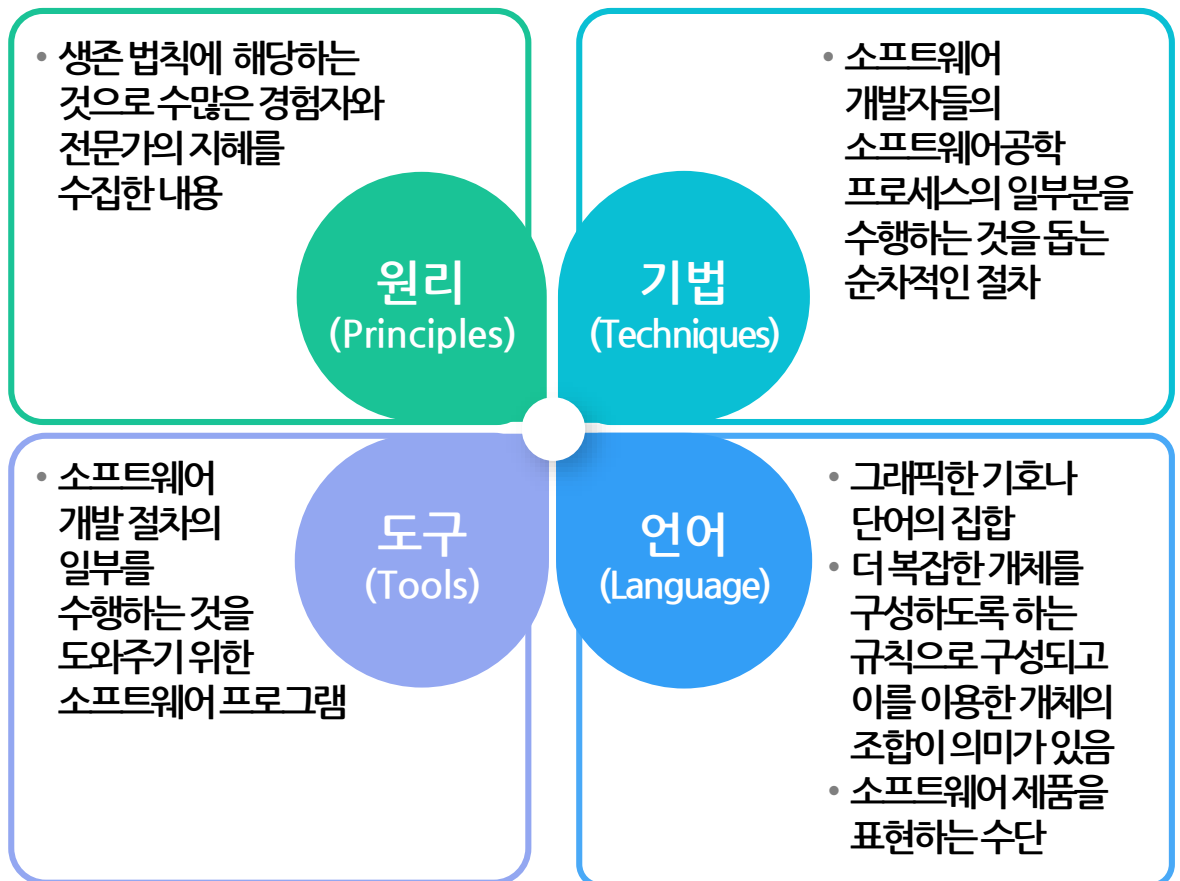 • 생존 법칙에 해당하는
것으로 수많은 경험자와
전문가의 지혜를
수집한 내용
원리
(Principles)
• 소프트웨어
개발자들의
소프트웨어공학
프로세스의 일부분을
수행하는 것을 돕는
순차적인 절차
기법
(Techniques)
• 소프트웨어
개발 절차의
일부를
수행하는 것을
도와주기 위한
소프트웨어 프로그램
도구
(Tools)
언어
(Language)
• 그래픽한 기호나
단어의 집합
• 더 복잡한 개체를
구성하도록 하는
규칙으로 구성되고
이를 이용한 개체의
조합이 의미가 있음
• 소프트웨어 제품을
표현하는 수단